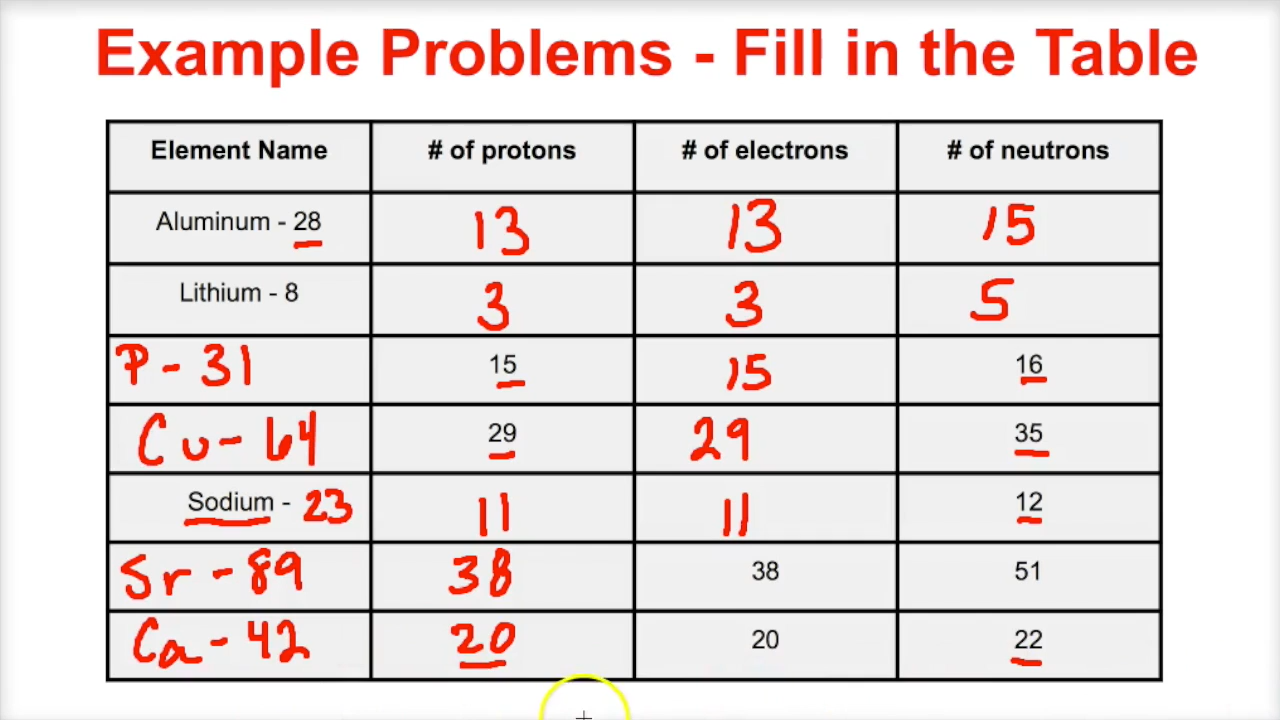 Example Problems - Fill in the Table
Element Name # of protons # of electrons # of neutrons
Aluminum - 28 13 13 15
Lithium - 8 3 3 5
P - 31 15 15 16
Cu - 64 29 29 35
Sodium - 23 11 11 12
Sr - 89 38 38 51
Ca - 42 20 20 22